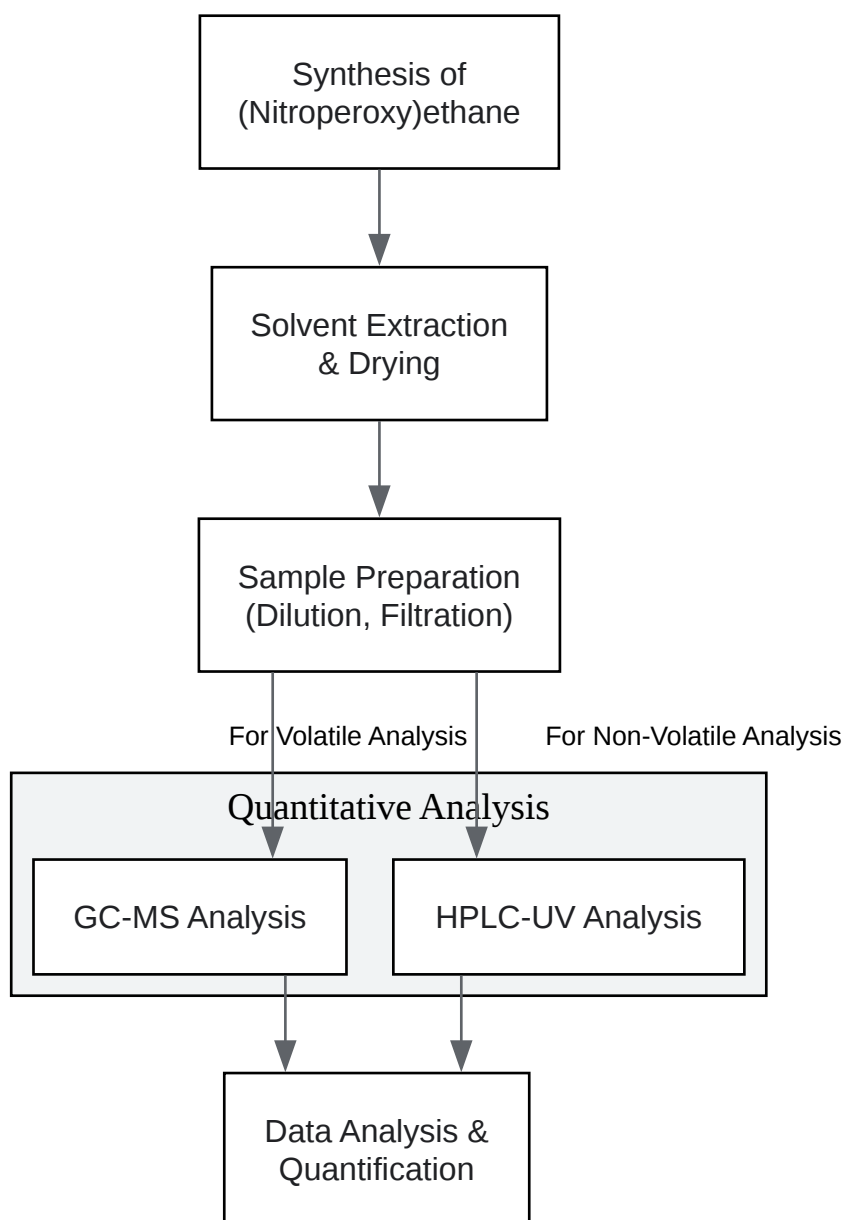 Synthesis of
(Nitroperoxy)ethane
Solvent Extraction
& Drying
Sample Preparation
(Dilution, Filtration)
For Volatile Analysis
For Non-Volatile Analysis
Quantitative Analysis
GC-MS Analysis
HPLC-UV Analysis
Data Analysis &
Quantification